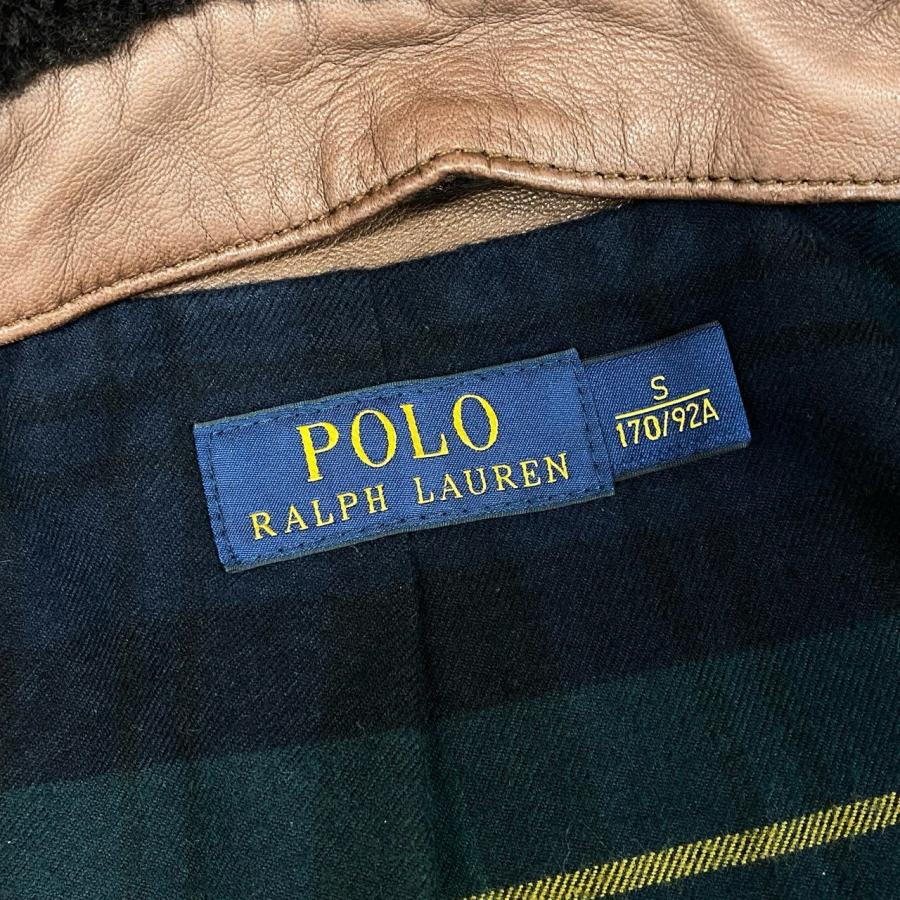 POLO
RALPH LAUREN
S
170/92A